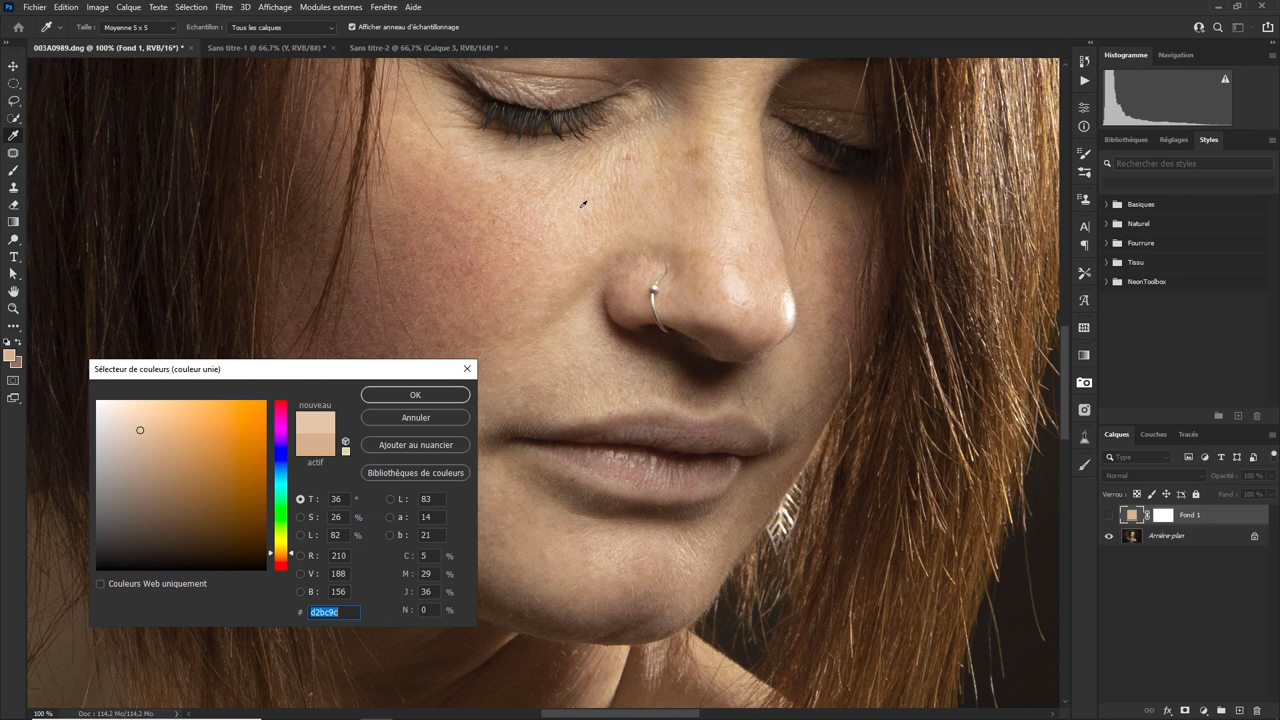 Fichier Edition Image Calque Texte Sélection Filtre 3D Affichage Modules externes Fenêtre Aide
Taille : Moyenne 5 x 5 Echantillon : Tous les calques Afficher anneau d'échantillonnage
003A0989.dng @ 100% (Fond 1, RVB/16*) * × Sans titre-1 @ 66,7% (Y, RVB/8#) * × Sans titre-2 @ 66,7% (Calque 3, RVB/16#) * ×
Histogramme Navigation
Bibliothèques Réglages Styles
Rechercher des styles
Basiques
Naturel
Fourrure
Tissu
NeonToolbox
Sélecteur de couleurs (couleur unie)
nouveau
actif
OK
Annuler
Ajouter au nuancier
Bibliothèques de couleurs
T : 36 ° L : 83
S : 26 % a : 14
L : 82 % b : 21
R : 210 C : 5 %
V : 188 M : 29 %
B : 156 J : 36 %
# d2bc9c N : 0 %
Couleurs Web uniquement
Calques Couches Tracés
Type
Normal Opacité : 100 %
Verrou : Fond : 100 %
Fond 1
Arrière-plan
100 % Doc : 114,2 Mo/114,2 Mo